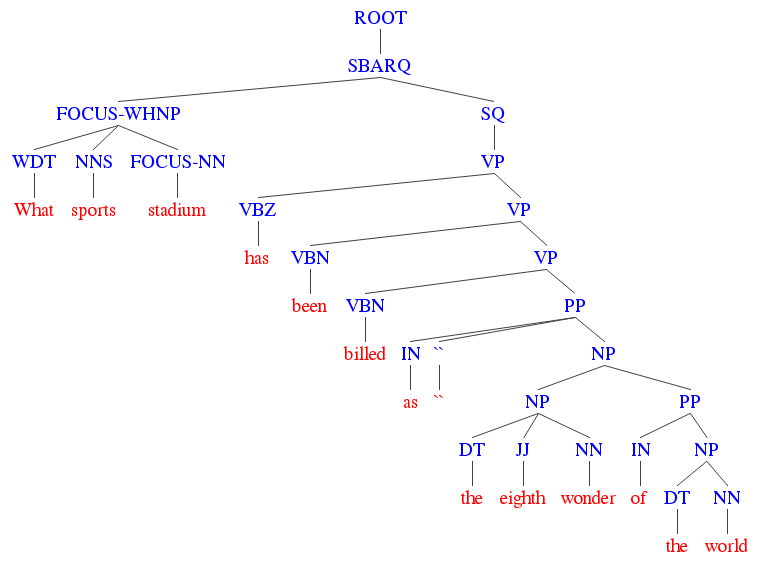 ROOT
SBARQ
FOCUS-WHNP SQ
WDT NNS FOCUS-NN VP
What sports stadium VBZ VP
has VBN VP
been VBN PP
billed IN `` NP
as `` NP PP
DT JJ NN IN NP
the eighth wonder of DT NN
the world